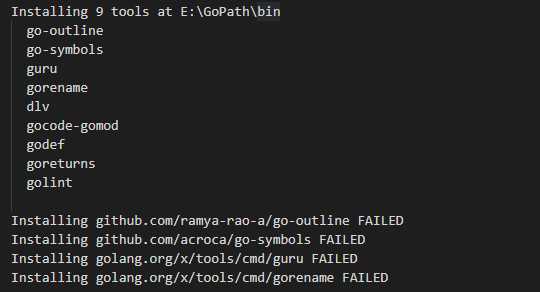 Installing 9 tools at E:\GoPath\bin
go-outline
go-symbols
guru
gorename
dlv
gocode-gomod
godef
goreturns
golint
Installing github.com/ramya-rao-a/go-outline FAILED
Installing github.com/acroca/go-symbols FAILED
Installing golang.org/x/tools/cmd/guru FAILED
Installing golang.org/x/tools/cmd/gorename FAILED